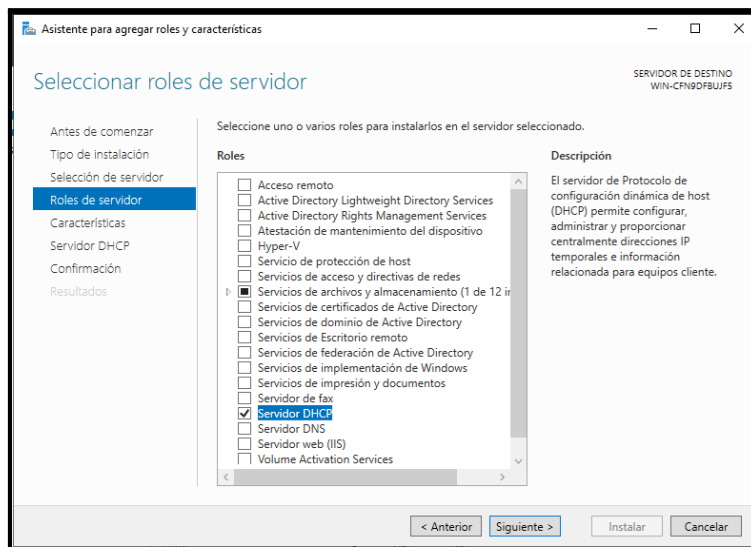 Asistente para agregar roles y características
Seleccionar roles de servidor
SERVIDOR DE DESTINO
WIN-CFN9DFBUJF5
Antes de comenzar
Tipo de instalación
Selección de servidor
Roles de servidor
Características
Servidor DHCP
Confirmación
Resultados
Seleccione uno o varios roles para instalarlos en el servidor seleccionado.
Roles
Acceso remoto
Active Directory Lightweight Directory Services
Active Directory Rights Management Services
Atestación de mantenimiento del dispositivo
Hyper-V
Servicio de protección de host
Servicios de acceso y directivas de redes
Servicios de archivos y almacenamiento (1 de 12 in
Servicios de certificados de Active Directory
Servicios de dominio de Active Directory
Servicios de Escritorio remoto
Servicios de federación de Active Directory
Servicios de implementación de Windows
Servicios de impresión y documentos
Servidor de fax
Servidor DHCP
Servidor DNS
Servidor web (IIS)
Volume Activation Services
Descripción
El servidor de Protocolo de
configuración dinámica de host
(DHCP) permite configurar,
administrar y proporcionar
centralmente direcciones IP
temporales e información
relacionada para equipos cliente.
< Anterior
Siguiente >
Instalar
Cancelar